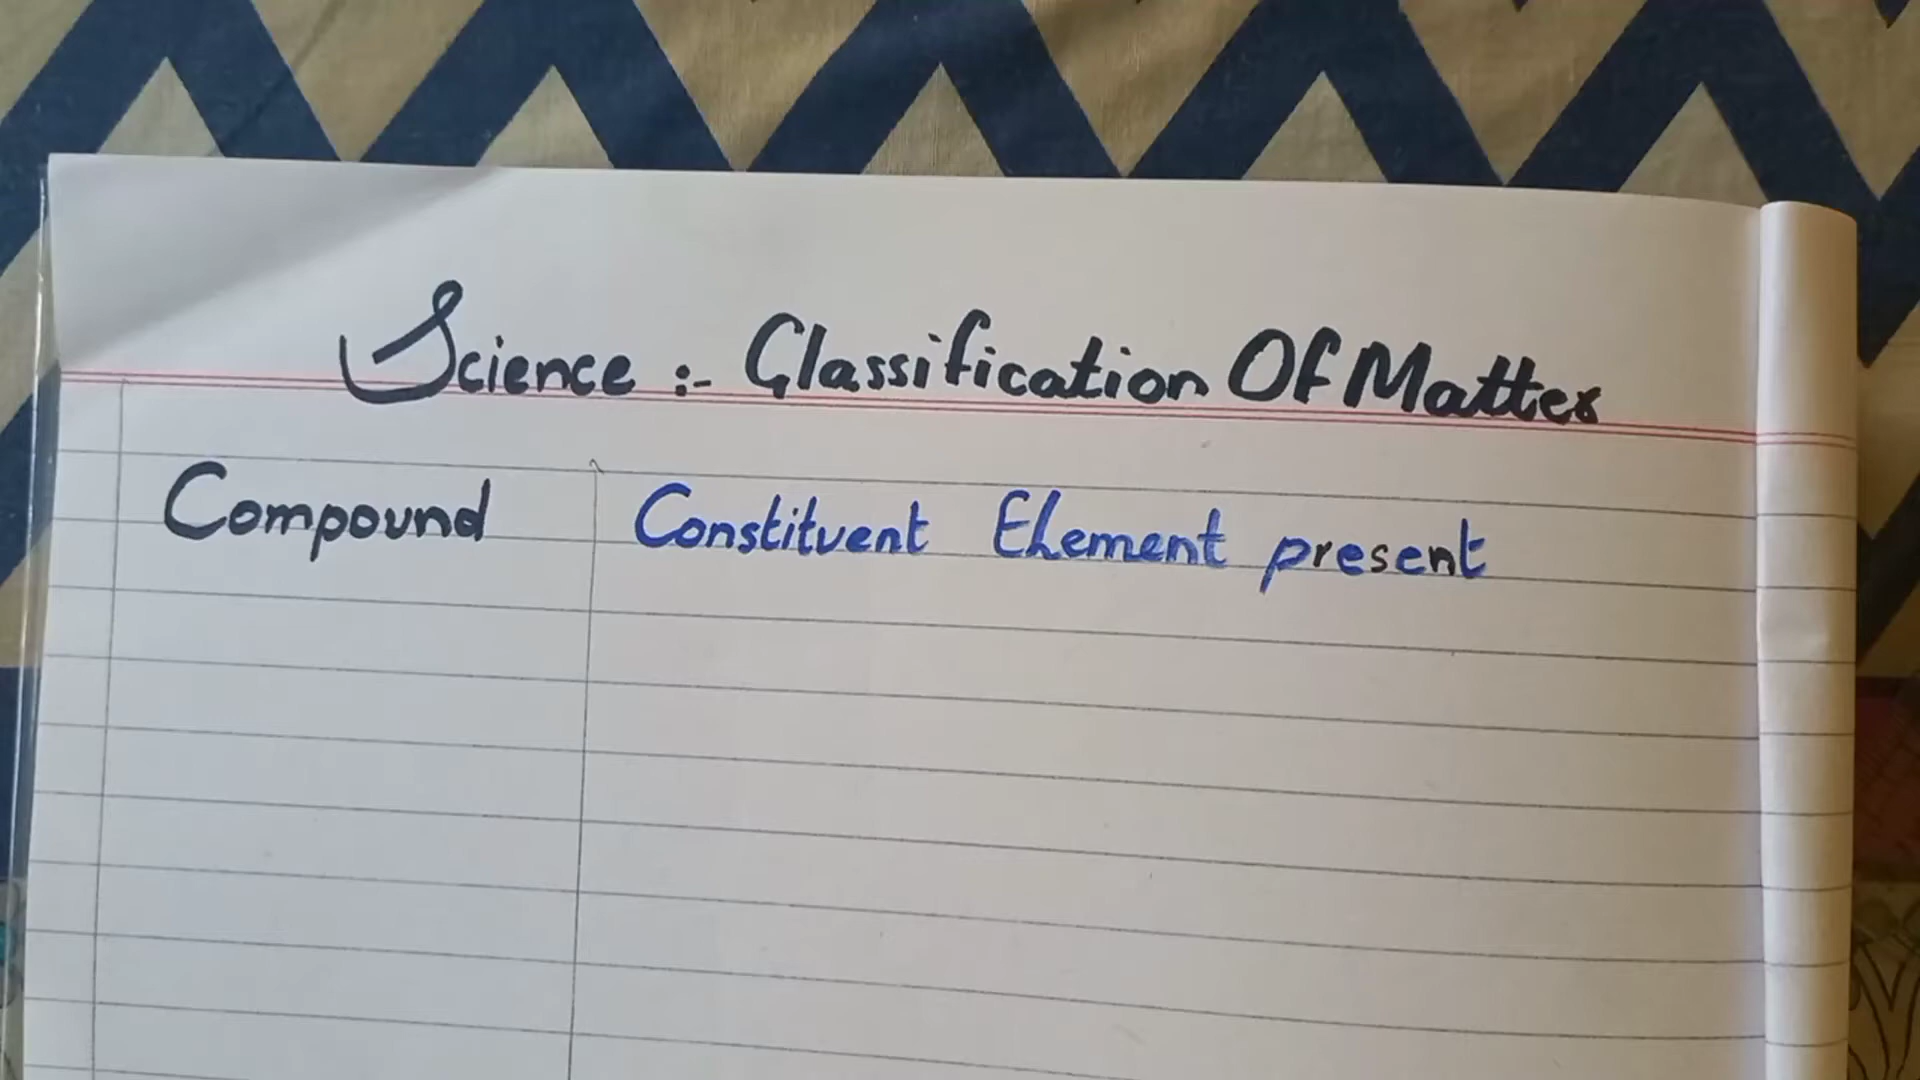 Science :- Classification Of Matter
Compound Constituent Element present